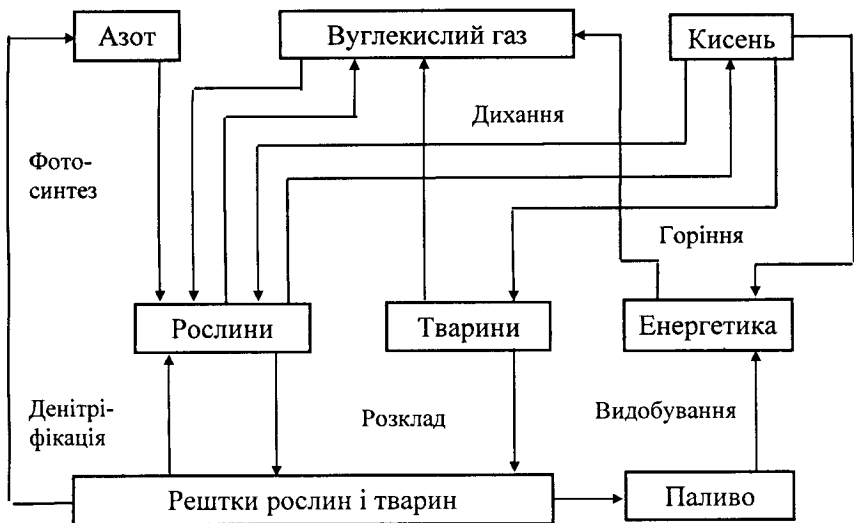 Азот
Вуглекислий газ
Кисень
Дихання
Фото-
синтез
Горіння
Рослини
Тварини
Енергетика
Денітрі-
фікація
Розклад
Видобування
Рештки рослин і тварин
Паливо